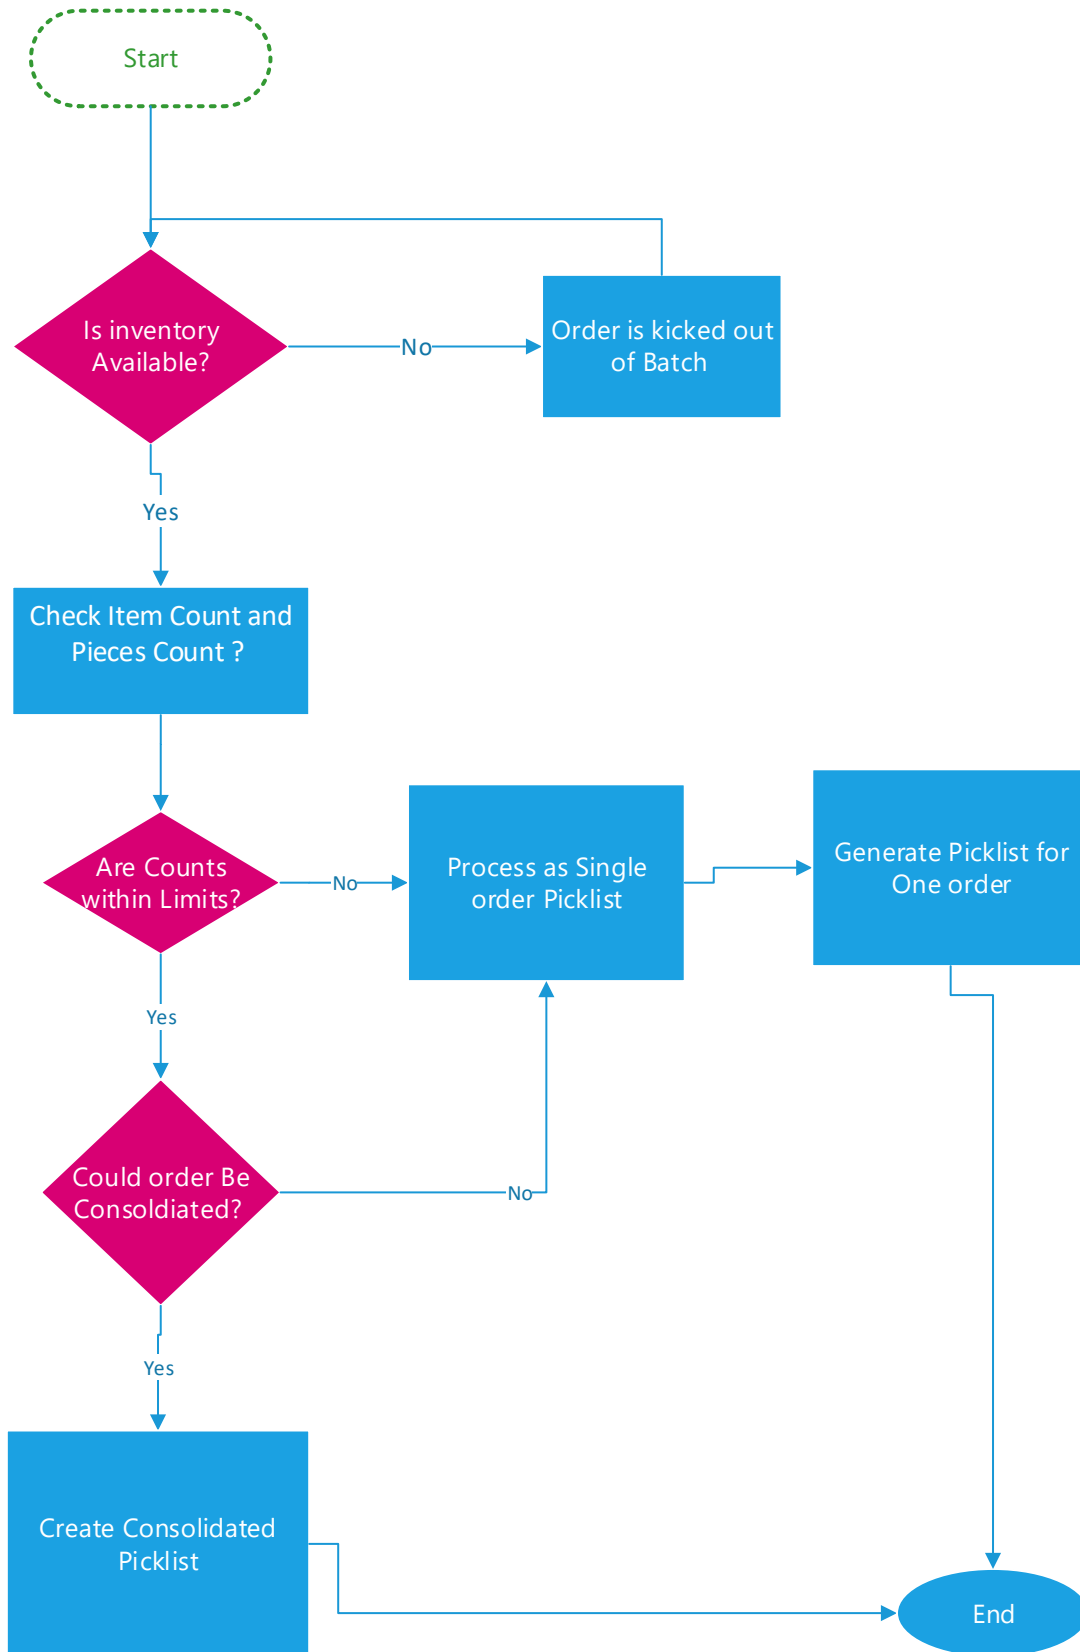 Start
Is inventory
Available?
No
Order is kicked out
of Batch
Yes
Check Item Count and
Pieces Count ?
Are Counts
within Limits?
No
Process as Single
order Picklist
Generate Picklist for
One order
Yes
Could order Be
Consoldiated?
No
Yes
Create Consolidated
Picklist
End